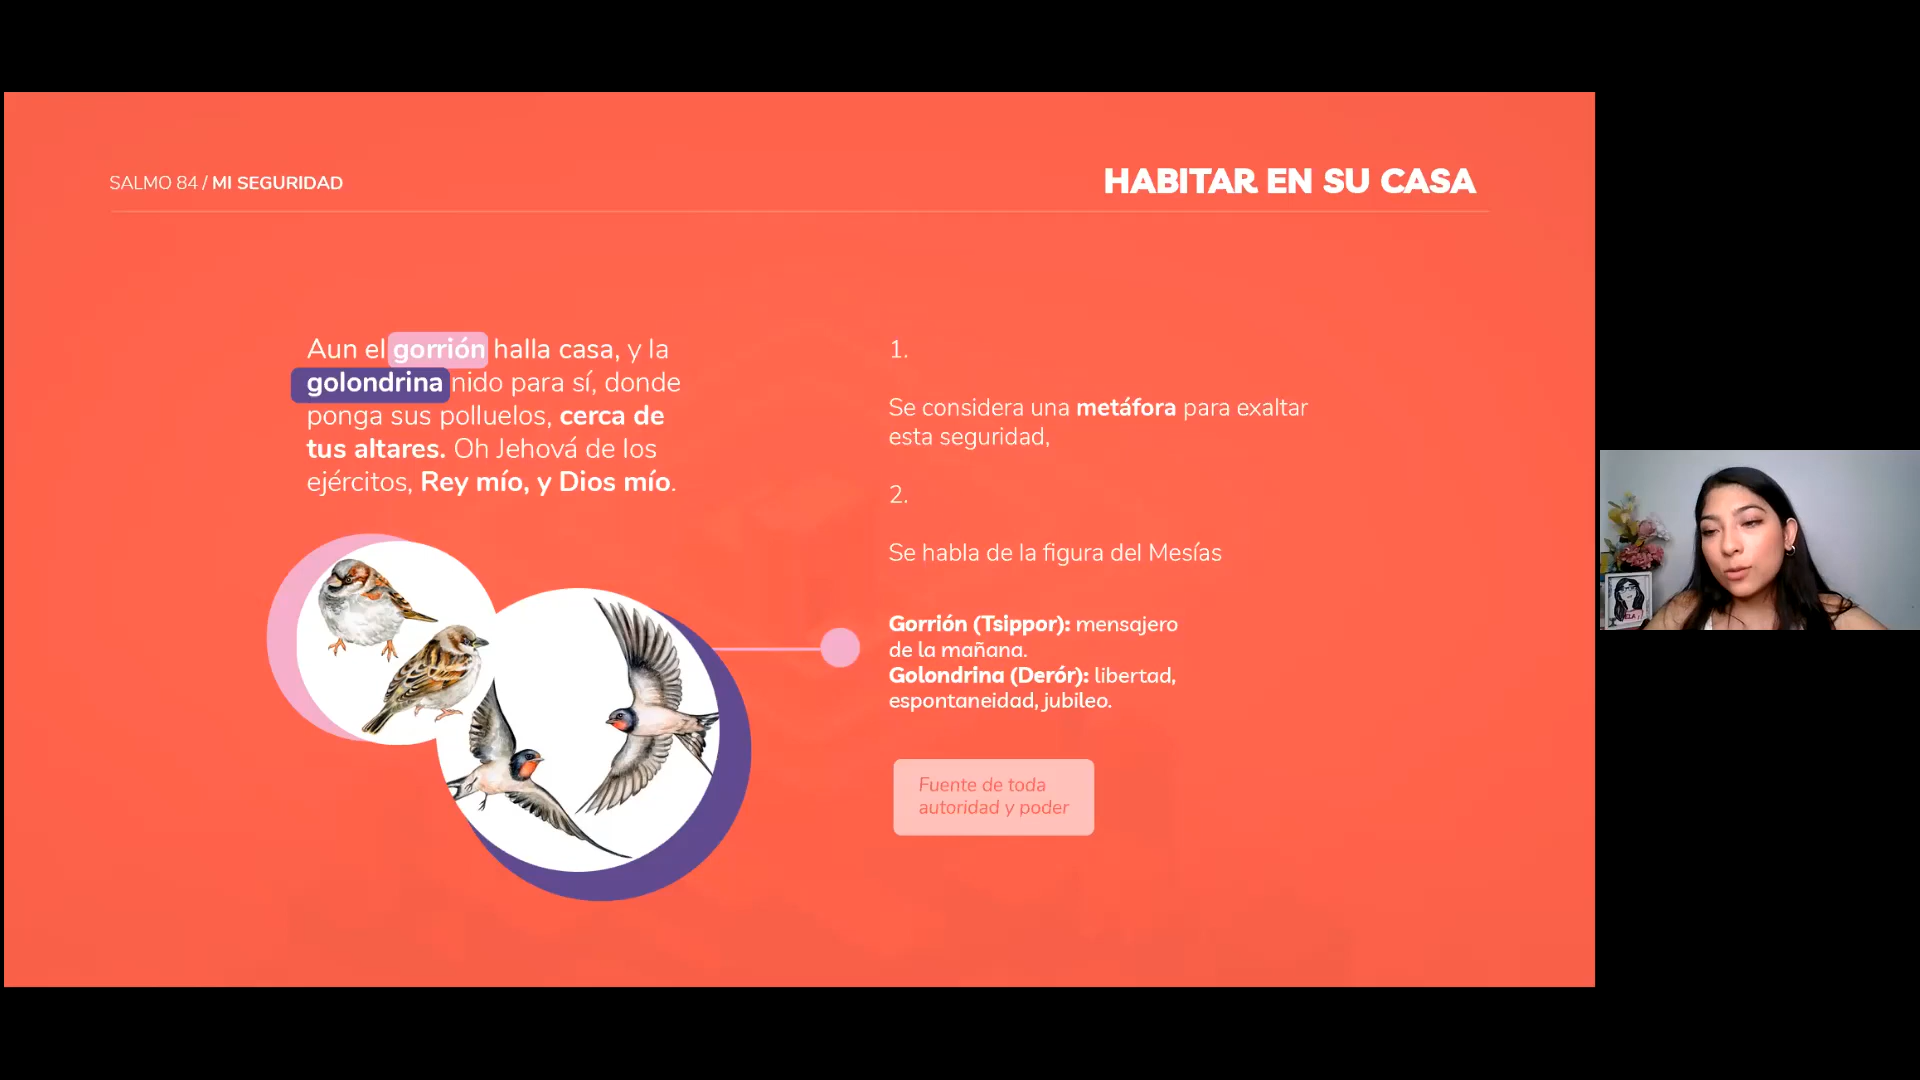 SALMO 84 / MI SEGURIDAD
HABITAR EN SU CASA
Aun el gorrión halla casa, y la
golondrina nido para sí, donde
ponga sus polluelos, cerca de
tus altares. Oh Jehová de los
ejércitos, Rey mío, y Dios mío.
1.
Se considera una metáfora para exaltar
esta seguridad,
2.
Se habla de la figura del Mesías
Gorrión (Tsippor): mensajero
de la mañana.
Golondrina (Derór): libertad,
espontaneidad, jubileo.
Fuente de toda
autoridad y poder